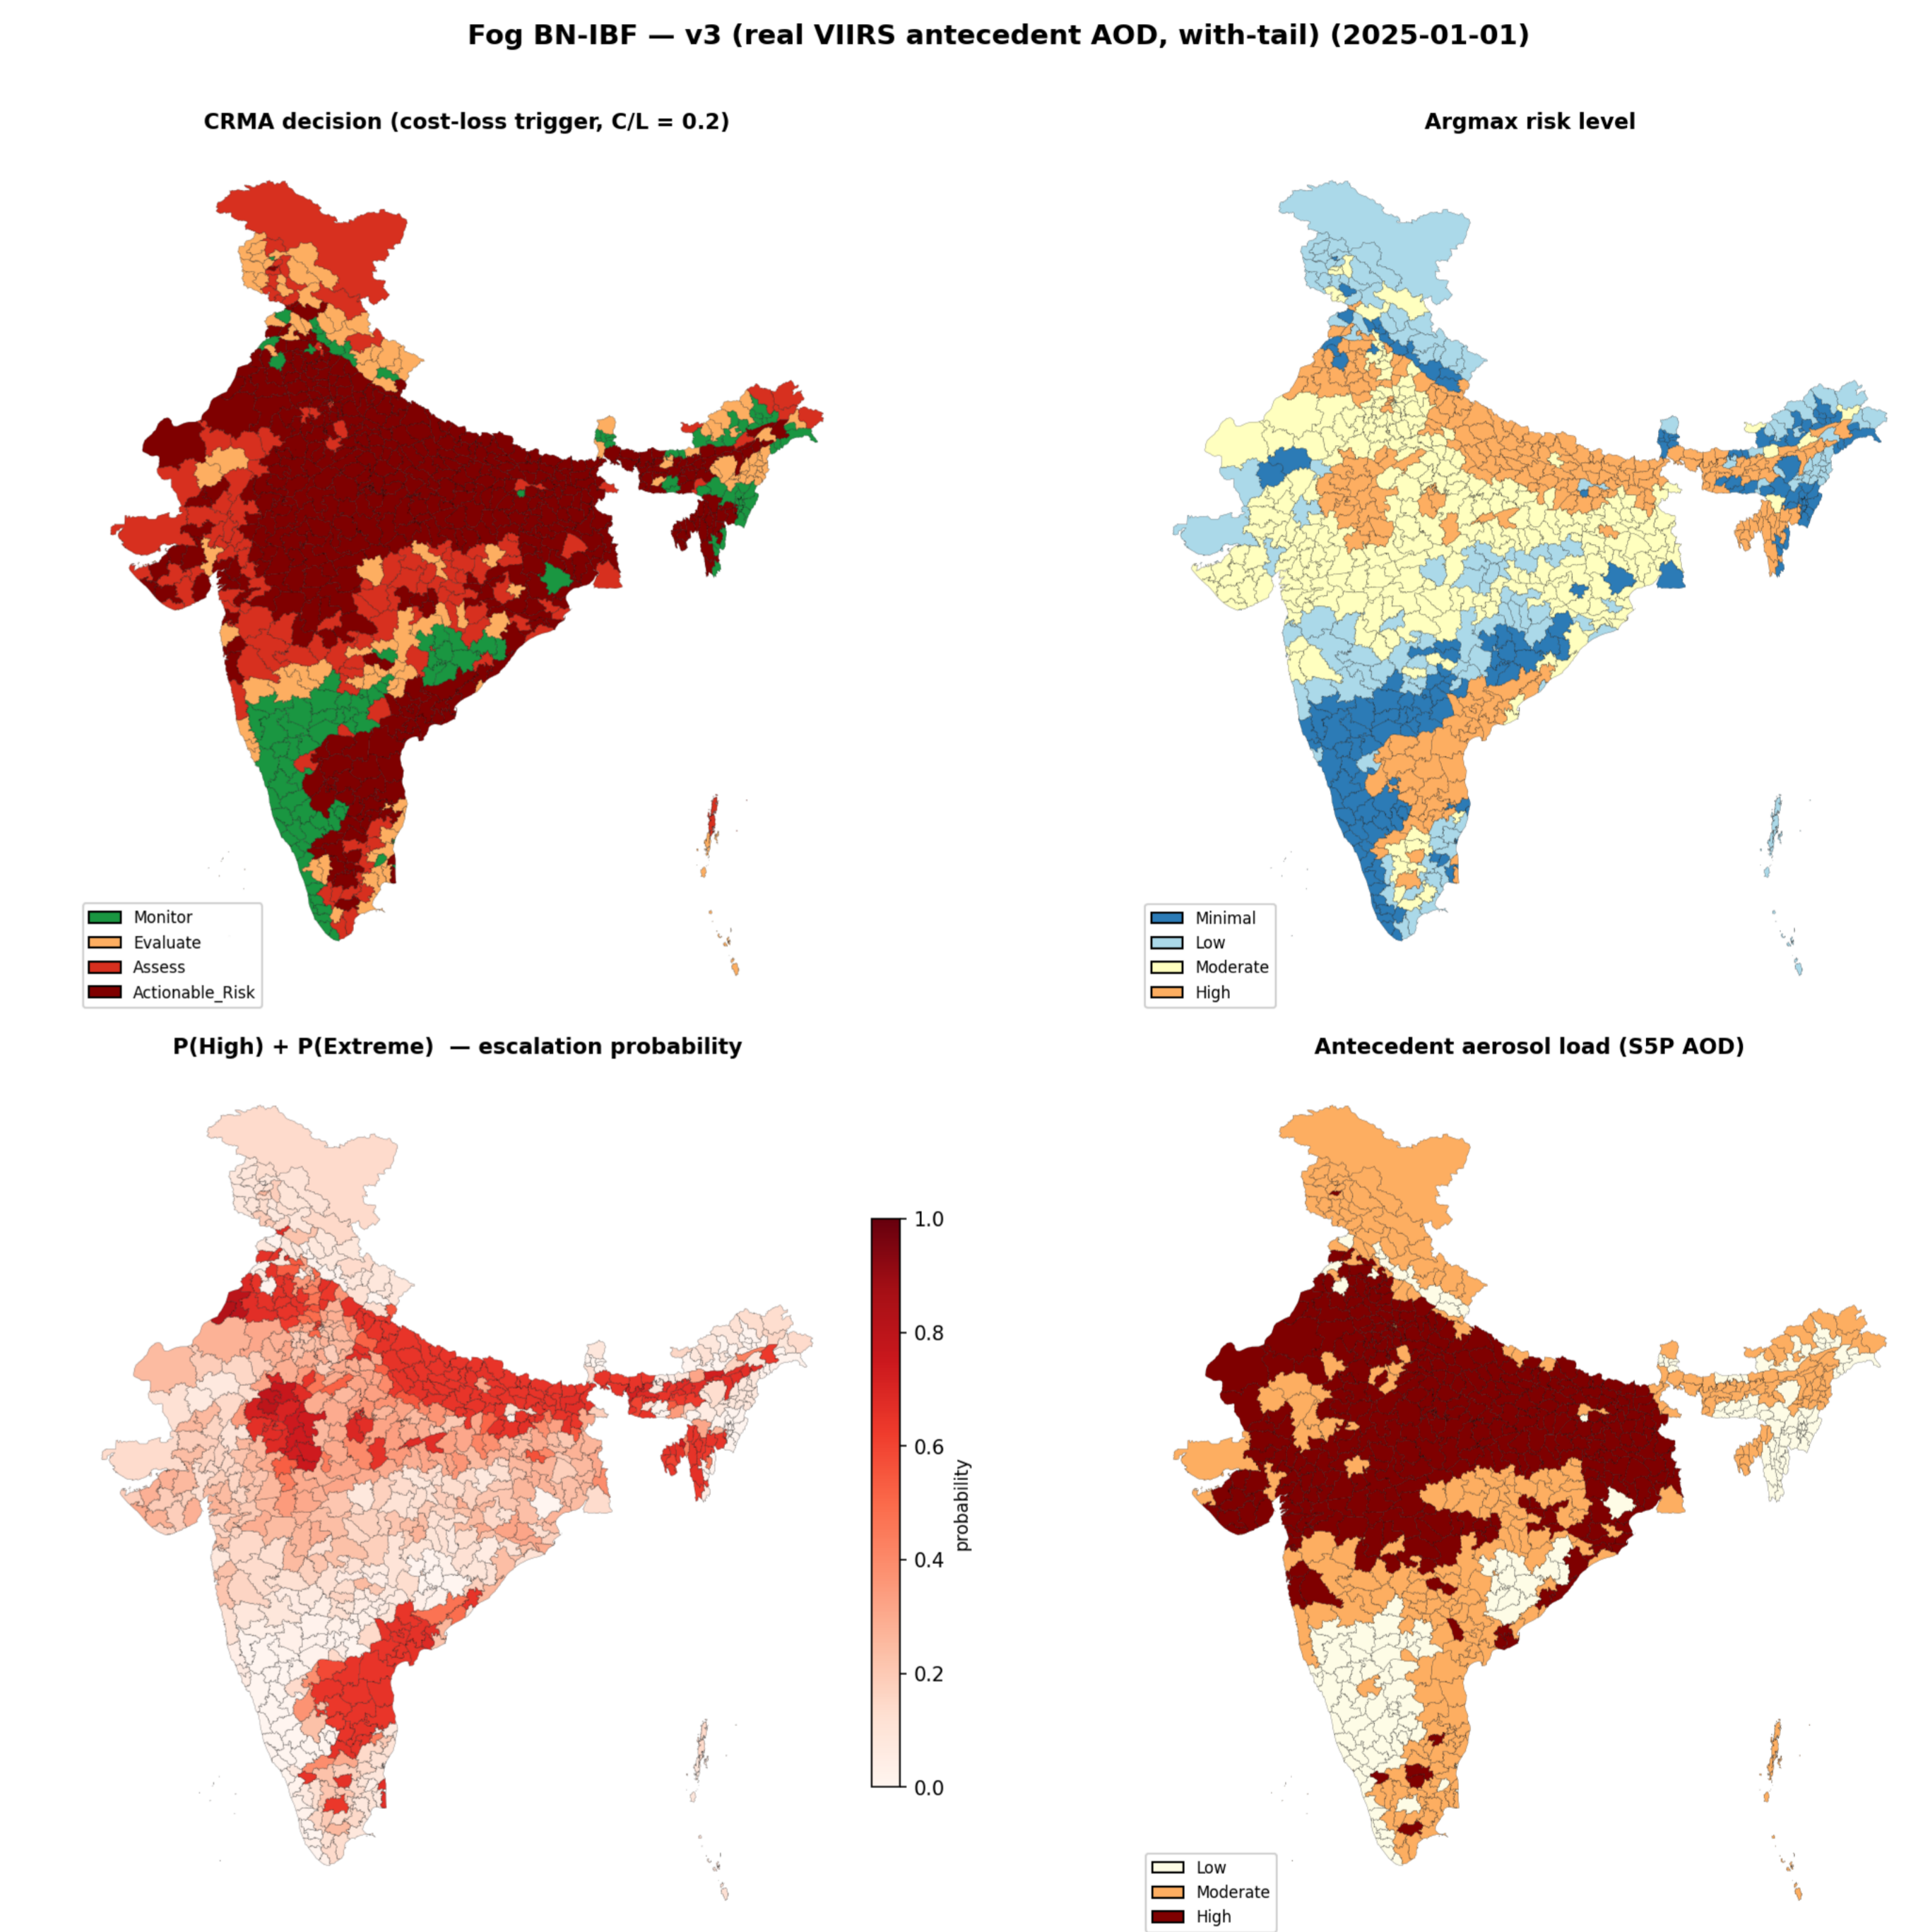 Fog BN-IBF — v3 (real VIIRS antecedent AOD, with-tail) (2025-01-01)
CRMA decision (cost-loss trigger, C/L = 0.2)
Monitor
Evaluate
Assess
Actionable_Risk
Argmax risk level
Minimal
Low
Moderate
High
P(High) + P(Extreme)  — escalation probability
1.0
0.8
0.6
0.4
0.2
0.0
probability
Antecedent aerosol load (S5P AOD)
Low
Moderate
High